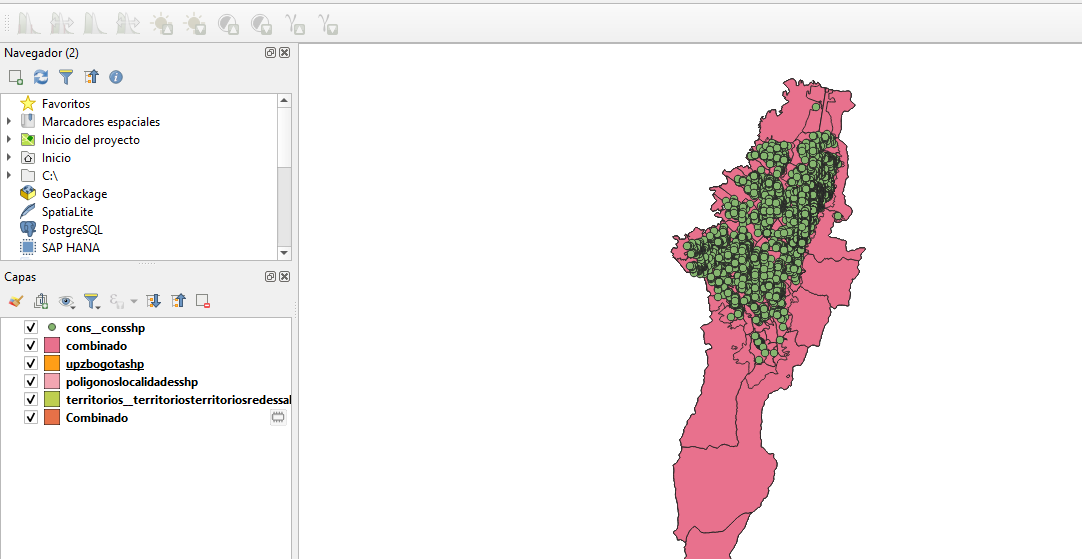 Navegador (2)
Favoritos
Marcadores espaciales
Inicio del proyecto
Inicio
C:\
GeoPackage
SpatiaLite
PostgreSQL
SAP HANA
Capas
cons__consshp
combinado
upzbogotashp
poligonoslocalidadesshp
territorios__territoriosterritoriosredessal
Combinado